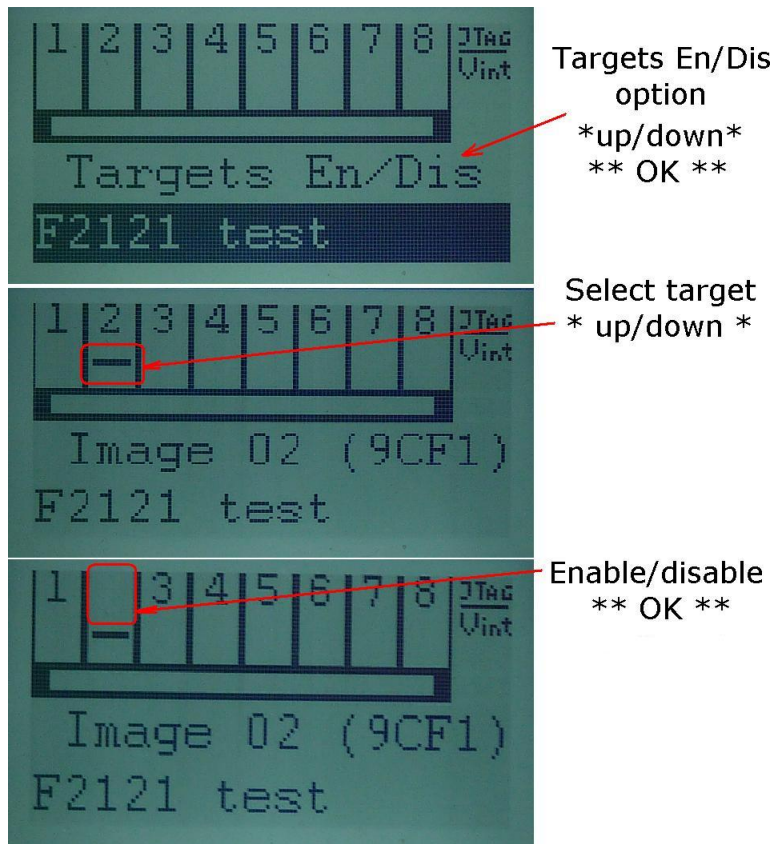 1 2 3 4 5 6 7 8 JTAG
Vint
Targets En/Dis
F2121 test
Targets En/Dis
option
*up/down*
** OK **
1 2 3 4 5 6 7 8 JTAG
Vint
Image 02 (9CF1)
F2121 test
Select target
* up/down *
1 3 4 5 6 7 8 JTAG
Vint
Image 02 (9CF1)
F2121 test
Enable/disable
** OK **